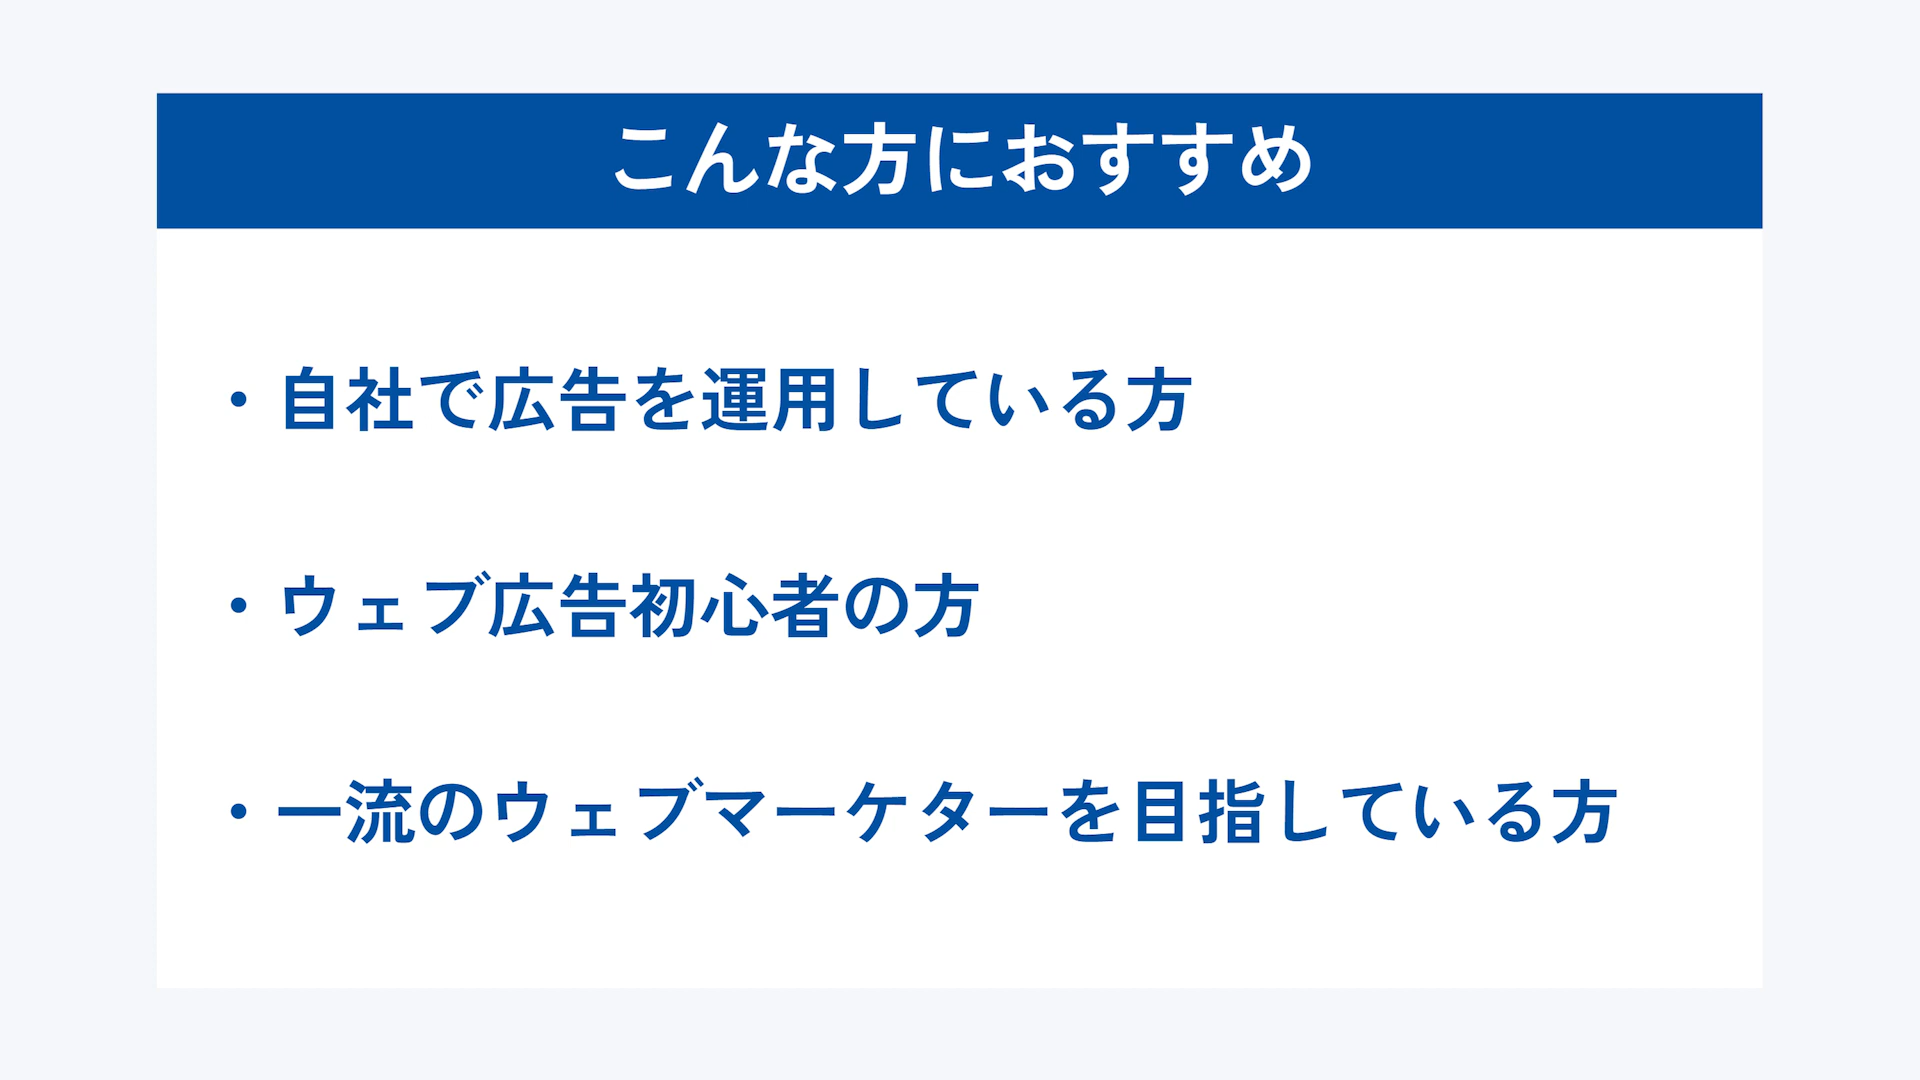 こんな方におすすめ
・自社で広告を運用している方
・ウェブ広告初心者の方
・一流のウェブマーケターを目指している方